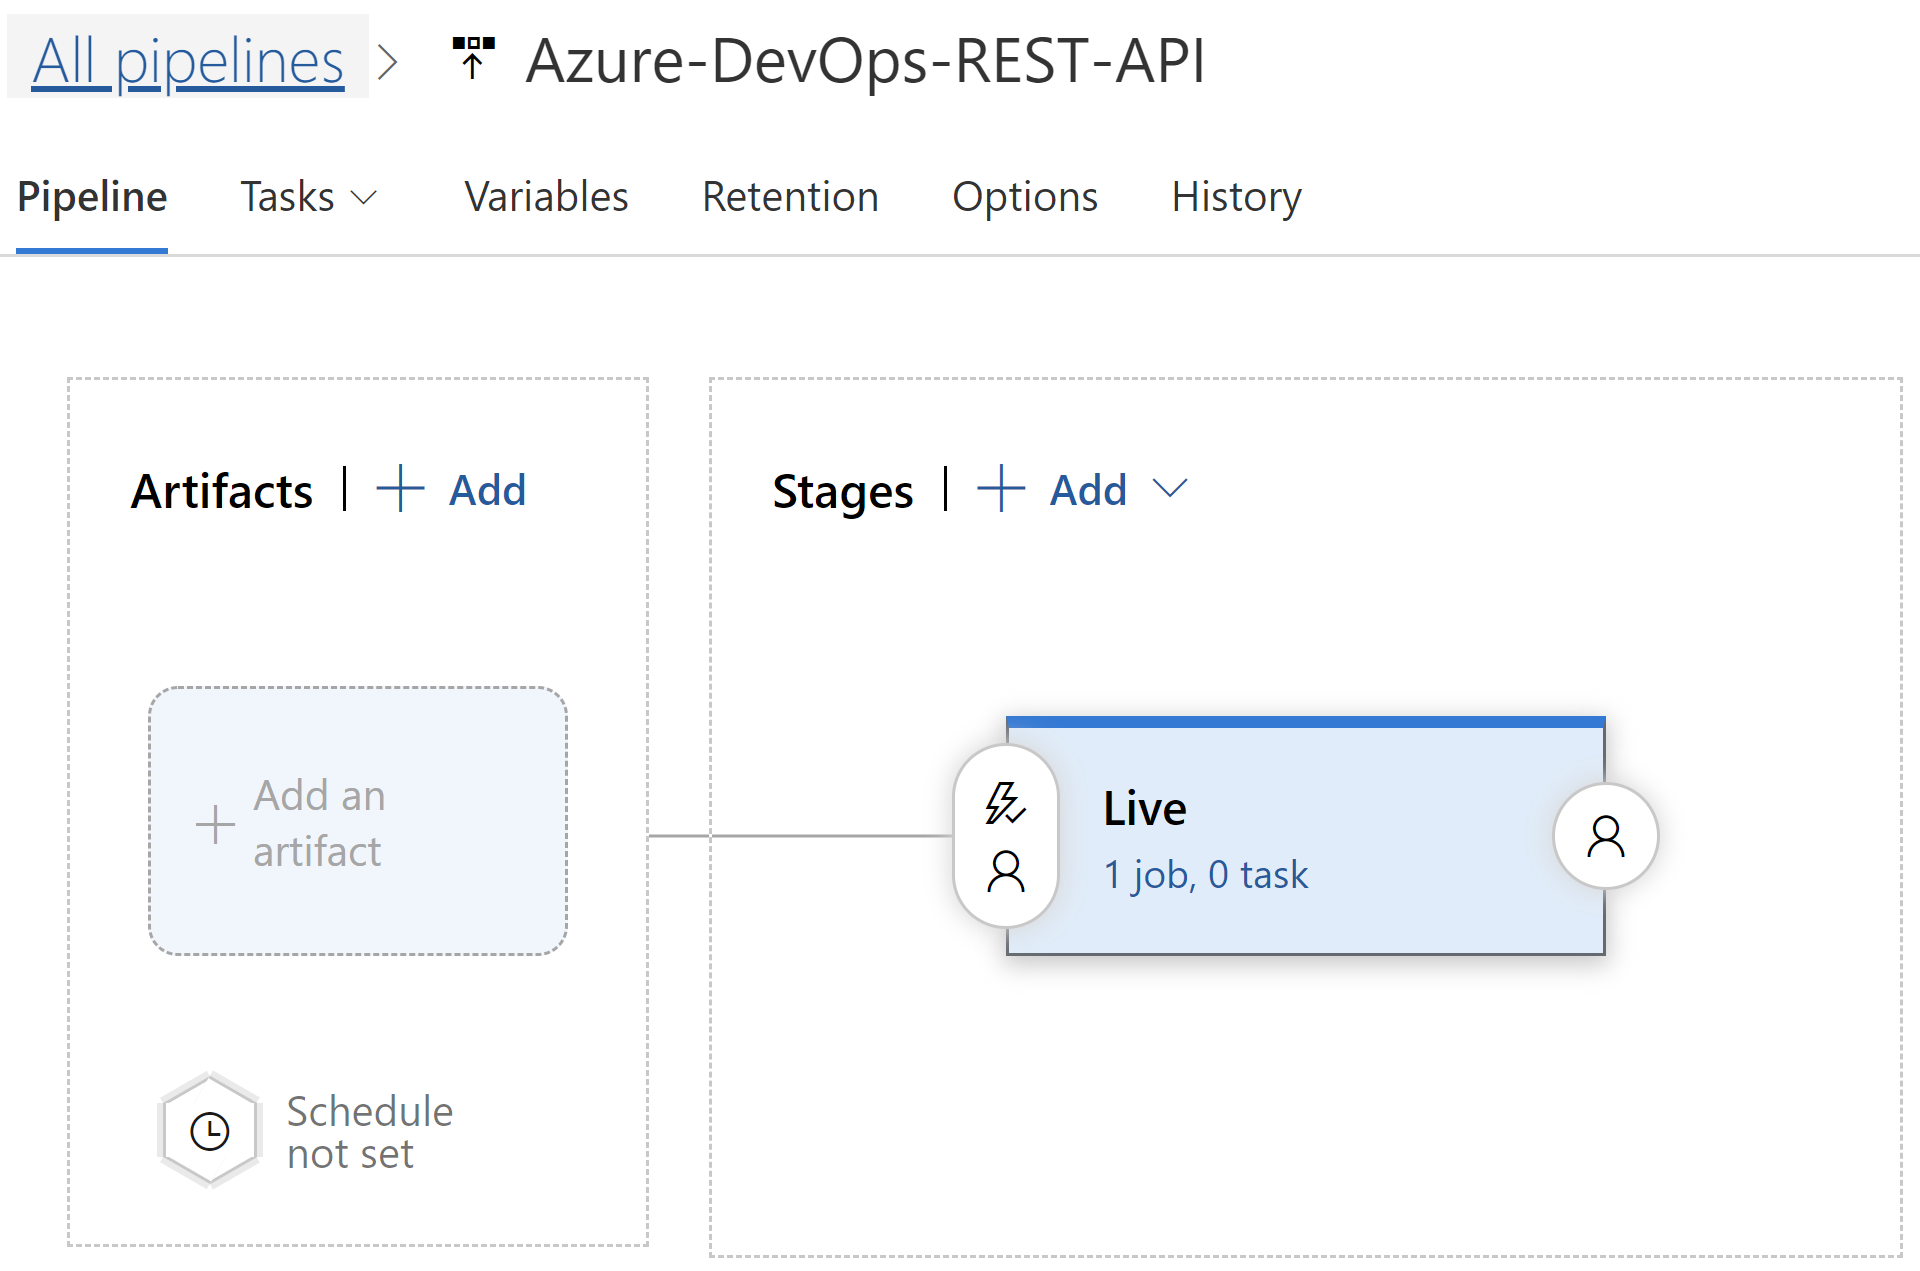 All pipelines > Azure-DevOps-REST-API
Pipeline Tasks Variables Retention Options History
Artifacts | + Add
Stages | + Add
+ Add an
artifact
Live
1 job, 0 task
Schedule
not set